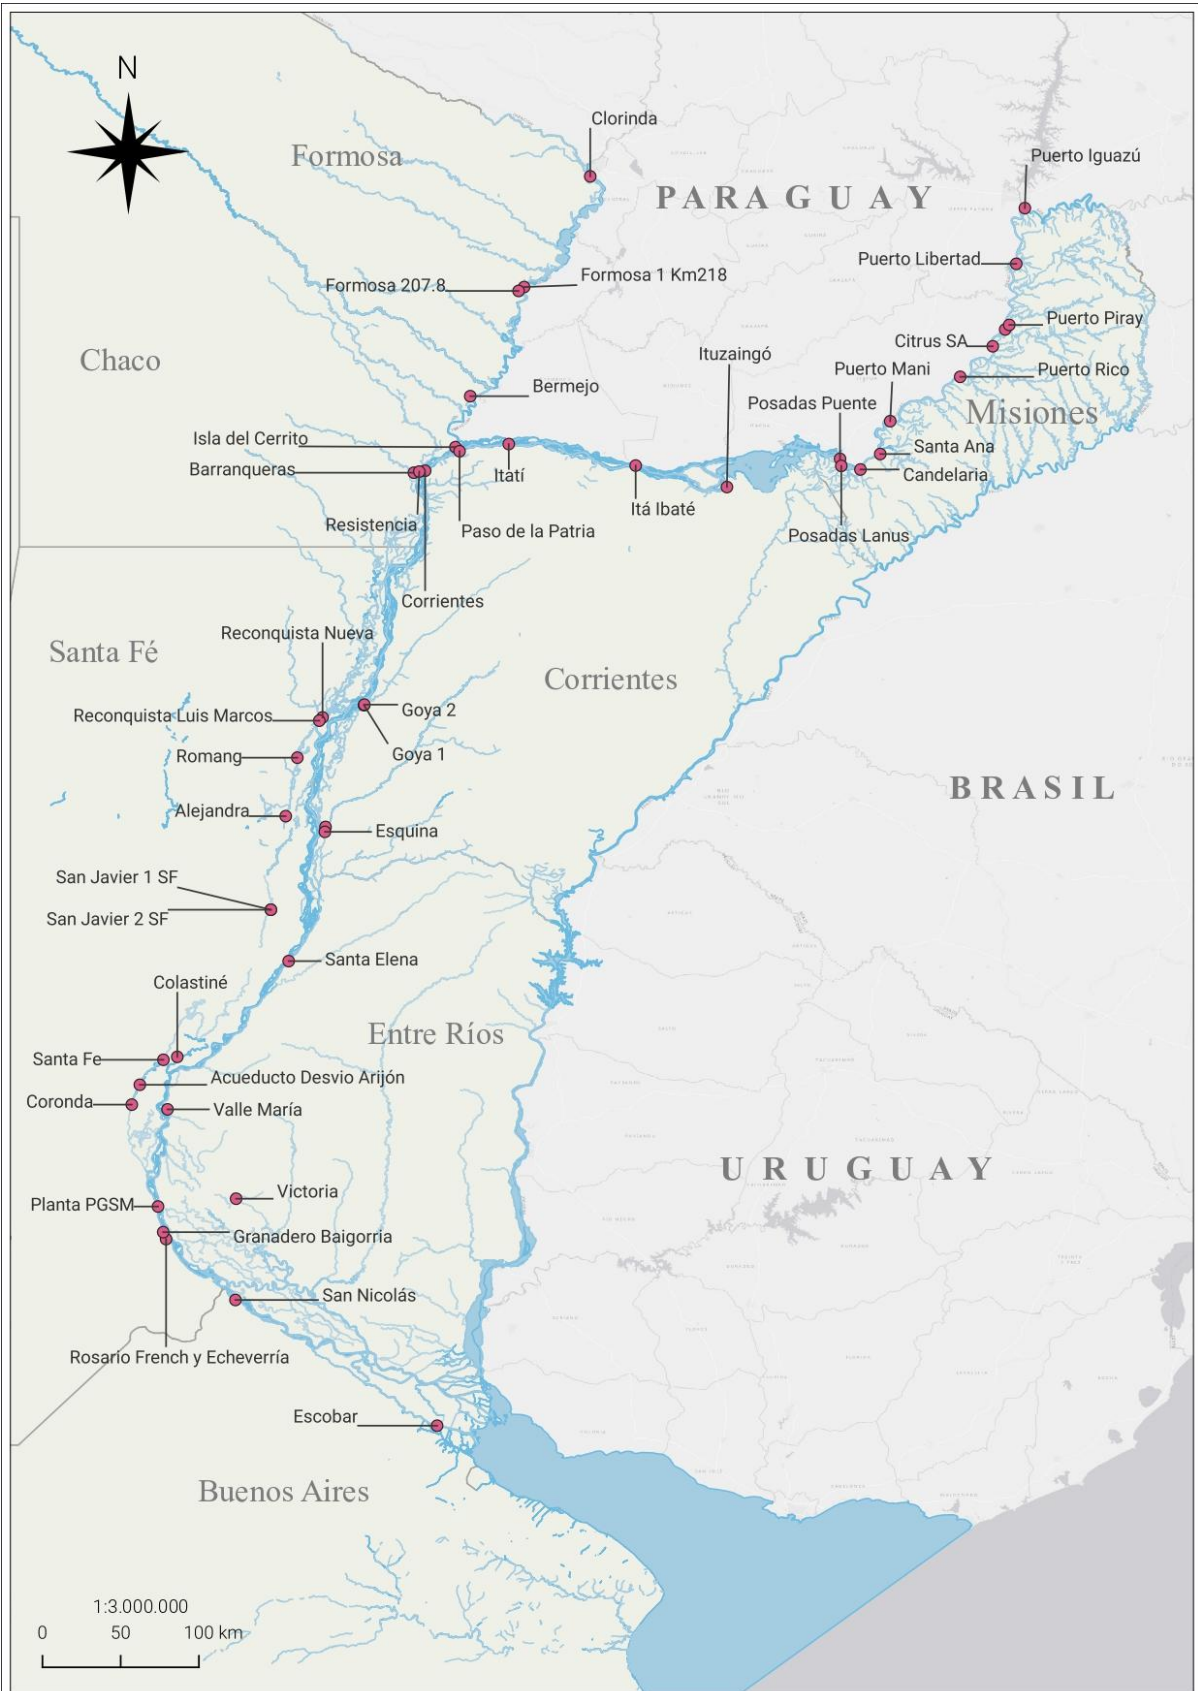 N
Clorinda
Formosa
Puerto Iguazú
PARAGUAY
Puerto Libertad
Formosa 1 Km218
Formosa 207.8
Puerto Piray
Citrus SA
Chaco
Ituzaingó
Puerto Mani
Puerto Rico
Bermejo
Posadas Puente
Misiones
Isla del Cerrito
Santa Ana
Barranqueras
Itatí
Candelaria
Itá Ibaté
Resistencia
Paso de la Patria
Posadas Lanus
Corrientes
Reconquista Nueva
Santa Fé
Corrientes
Reconquista Luis Marcos
Goya 2
Romang
Goya 1
BRASIL
Alejandra
Esquina
San Javier 1 SF
San Javier 2 SF
Santa Elena
Colastiné
Entre Ríos
Santa Fe
Acueducto Desvio Arijón
Coronda
Valle María
URUGUAY
Victoria
Planta PGSM
Granadero Baigorria
San Nicolás
Rosario French y Echeverría
Escobar
Buenos Aires
1:3.000.000
0 50 100 km